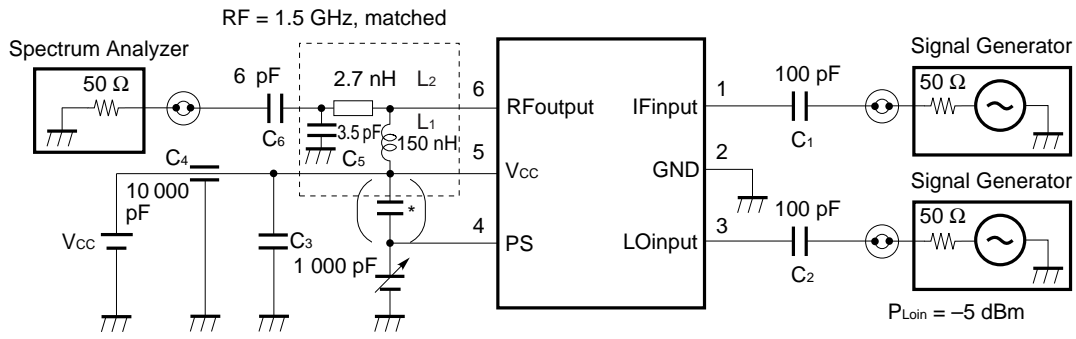 RF = 1.5 GHz, matched
Spectrum Analyzer
50 Ω
6 pF
C6
2.7 nH
L2
3.5 pF
C5
L1
150 nH
C4
10 000
pF
VCC
C3
1 000 pF
*
6
5
4
RFoutput
VCC
PS
IFinput
GND
LOinput
1
2
3
100 pF
C1
Signal Generator
50 Ω
100 pF
C2
Signal Generator
50 Ω
PLoin = –5 dBm